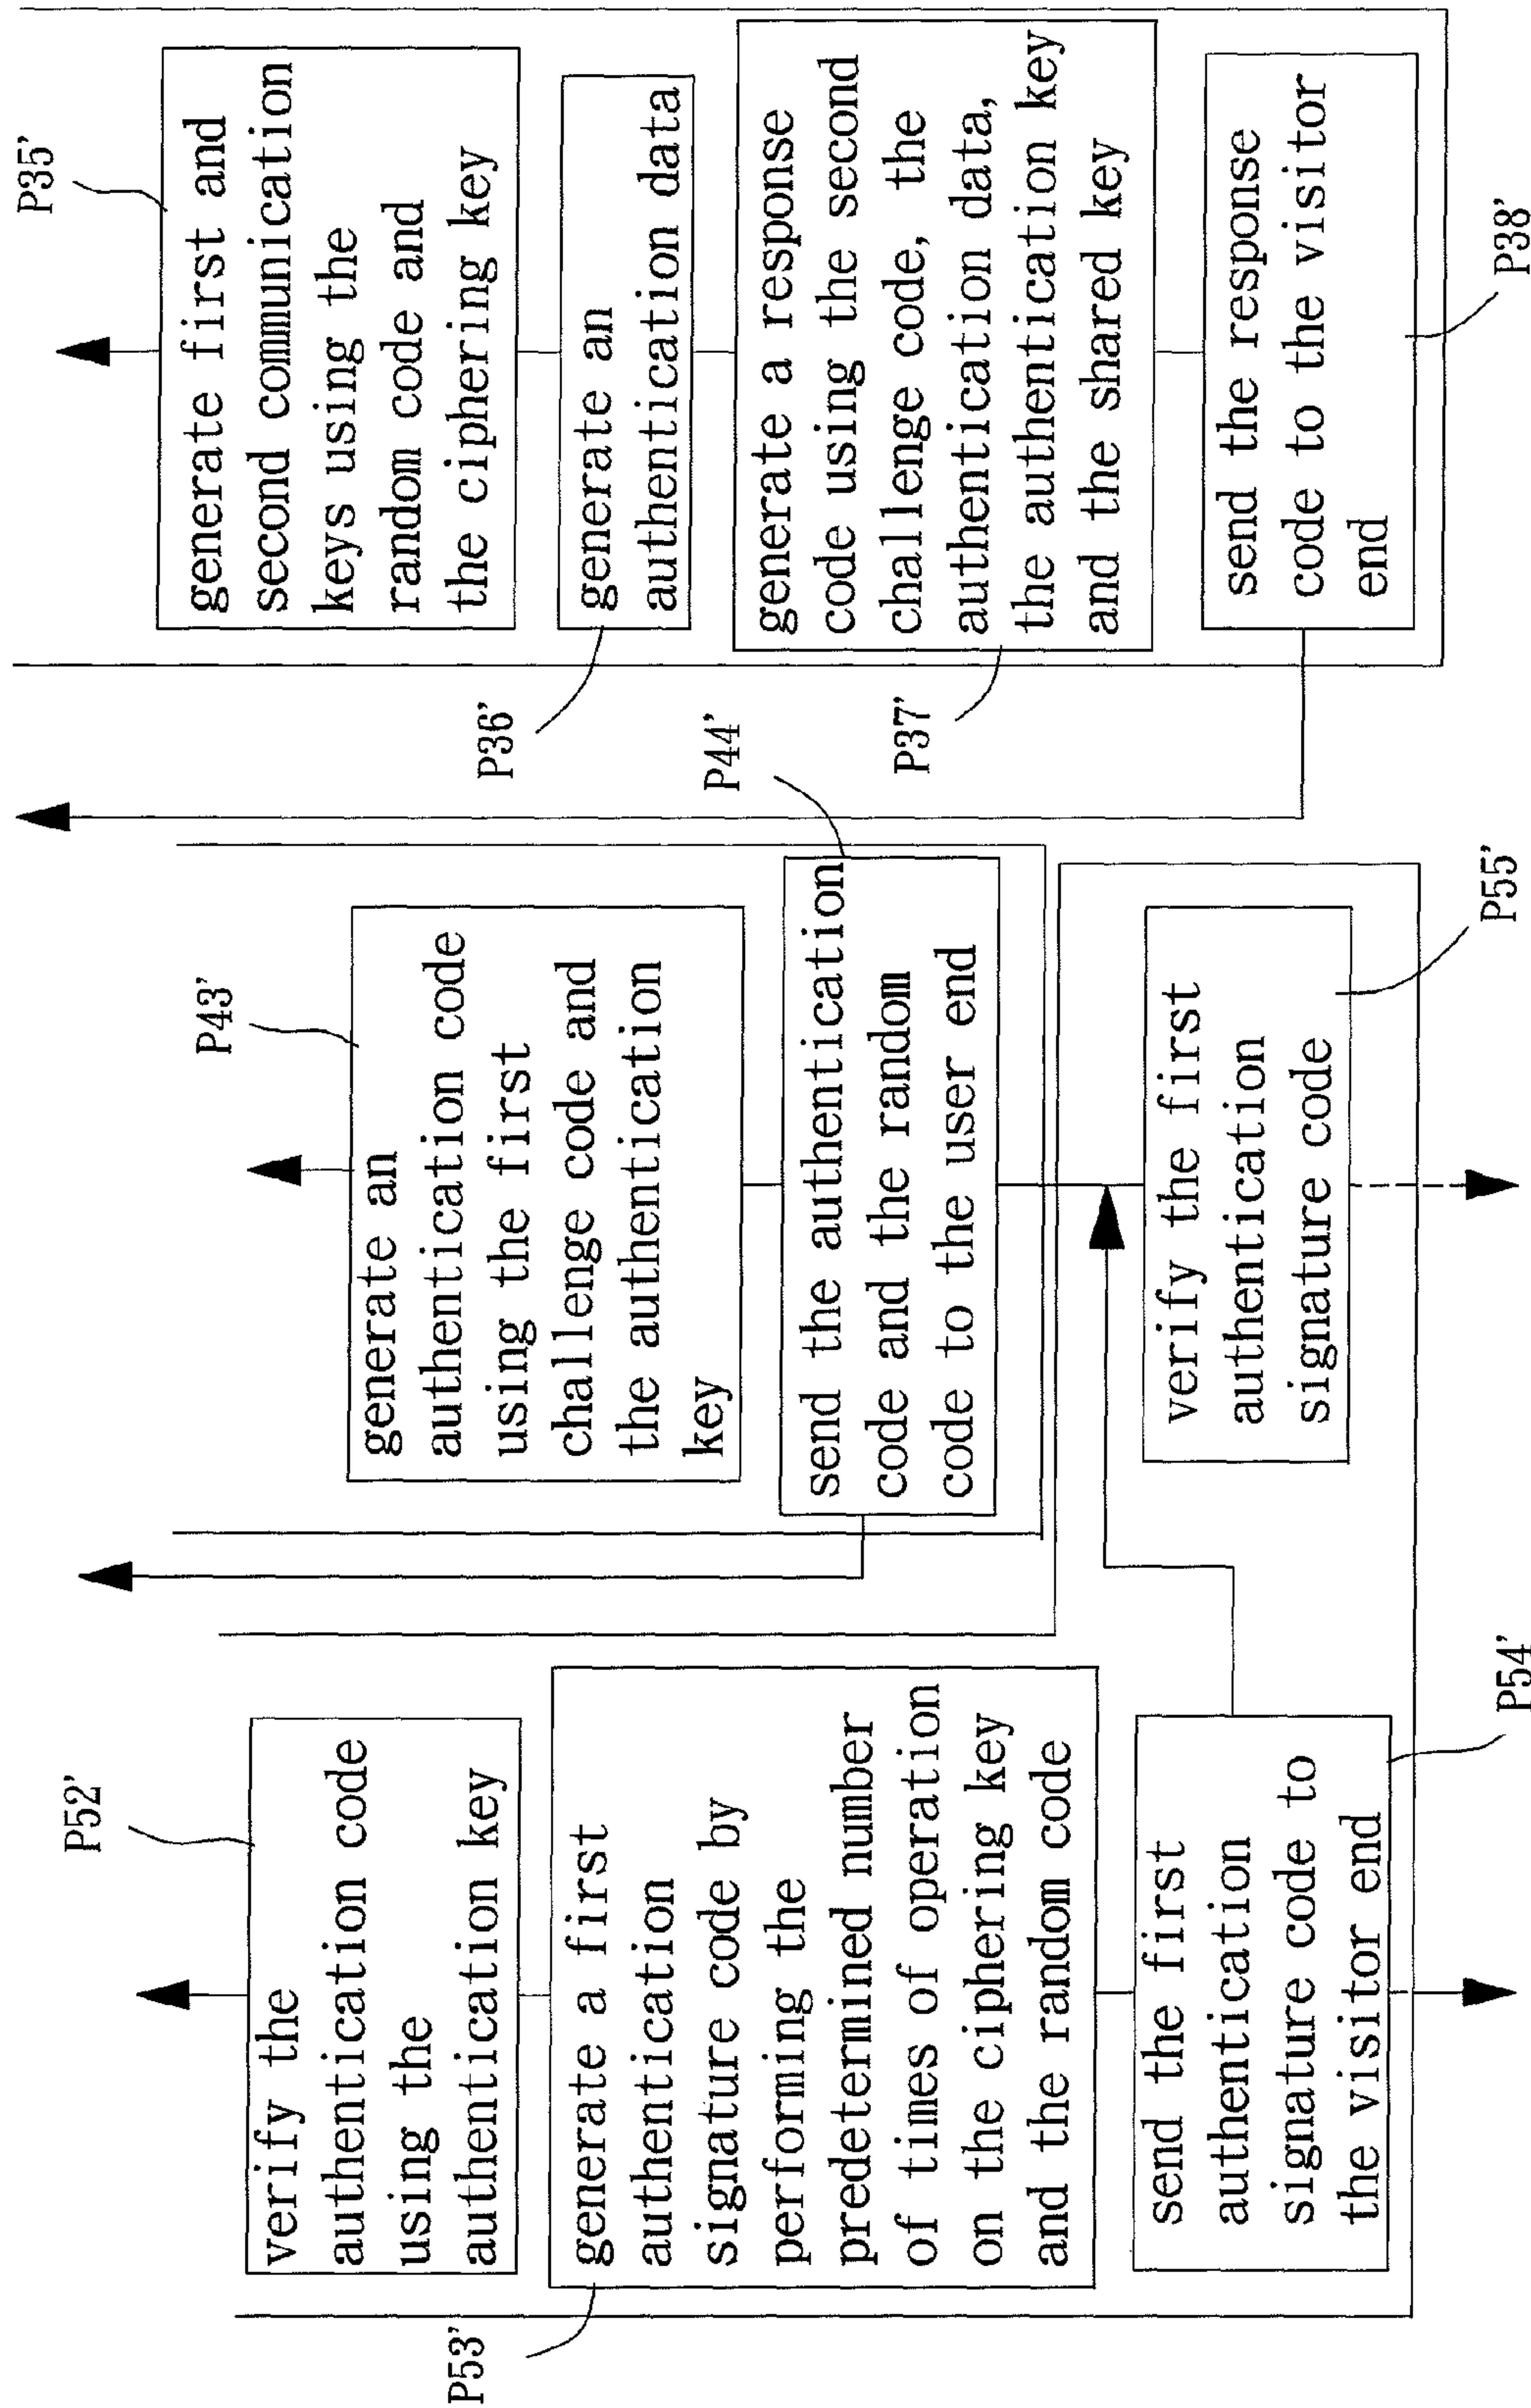 P52'
verify the
authentication code
using the
authentication key
P53'
generate a first
authentication
signature code by
performing the
predetermined number
of times of operation
on the ciphering key
and the random code
send the first
authentication
signature code to
the visitor end
P54'
P43'
generate an
authentication code
using the first
challenge code and
the authentication
key
P44'
send the authentication
code and the random
code to the user end
verify the first
authentication
signature code
P55'
P35'
generate first and
second communication
keys using the
random code and
the ciphering key
P36'
generate an
authentication data
P37'
generate a response
code using the second
challenge code, the
authentication data,
the authentication key
and the shared key
send the response
code to the visitor
end
P38'